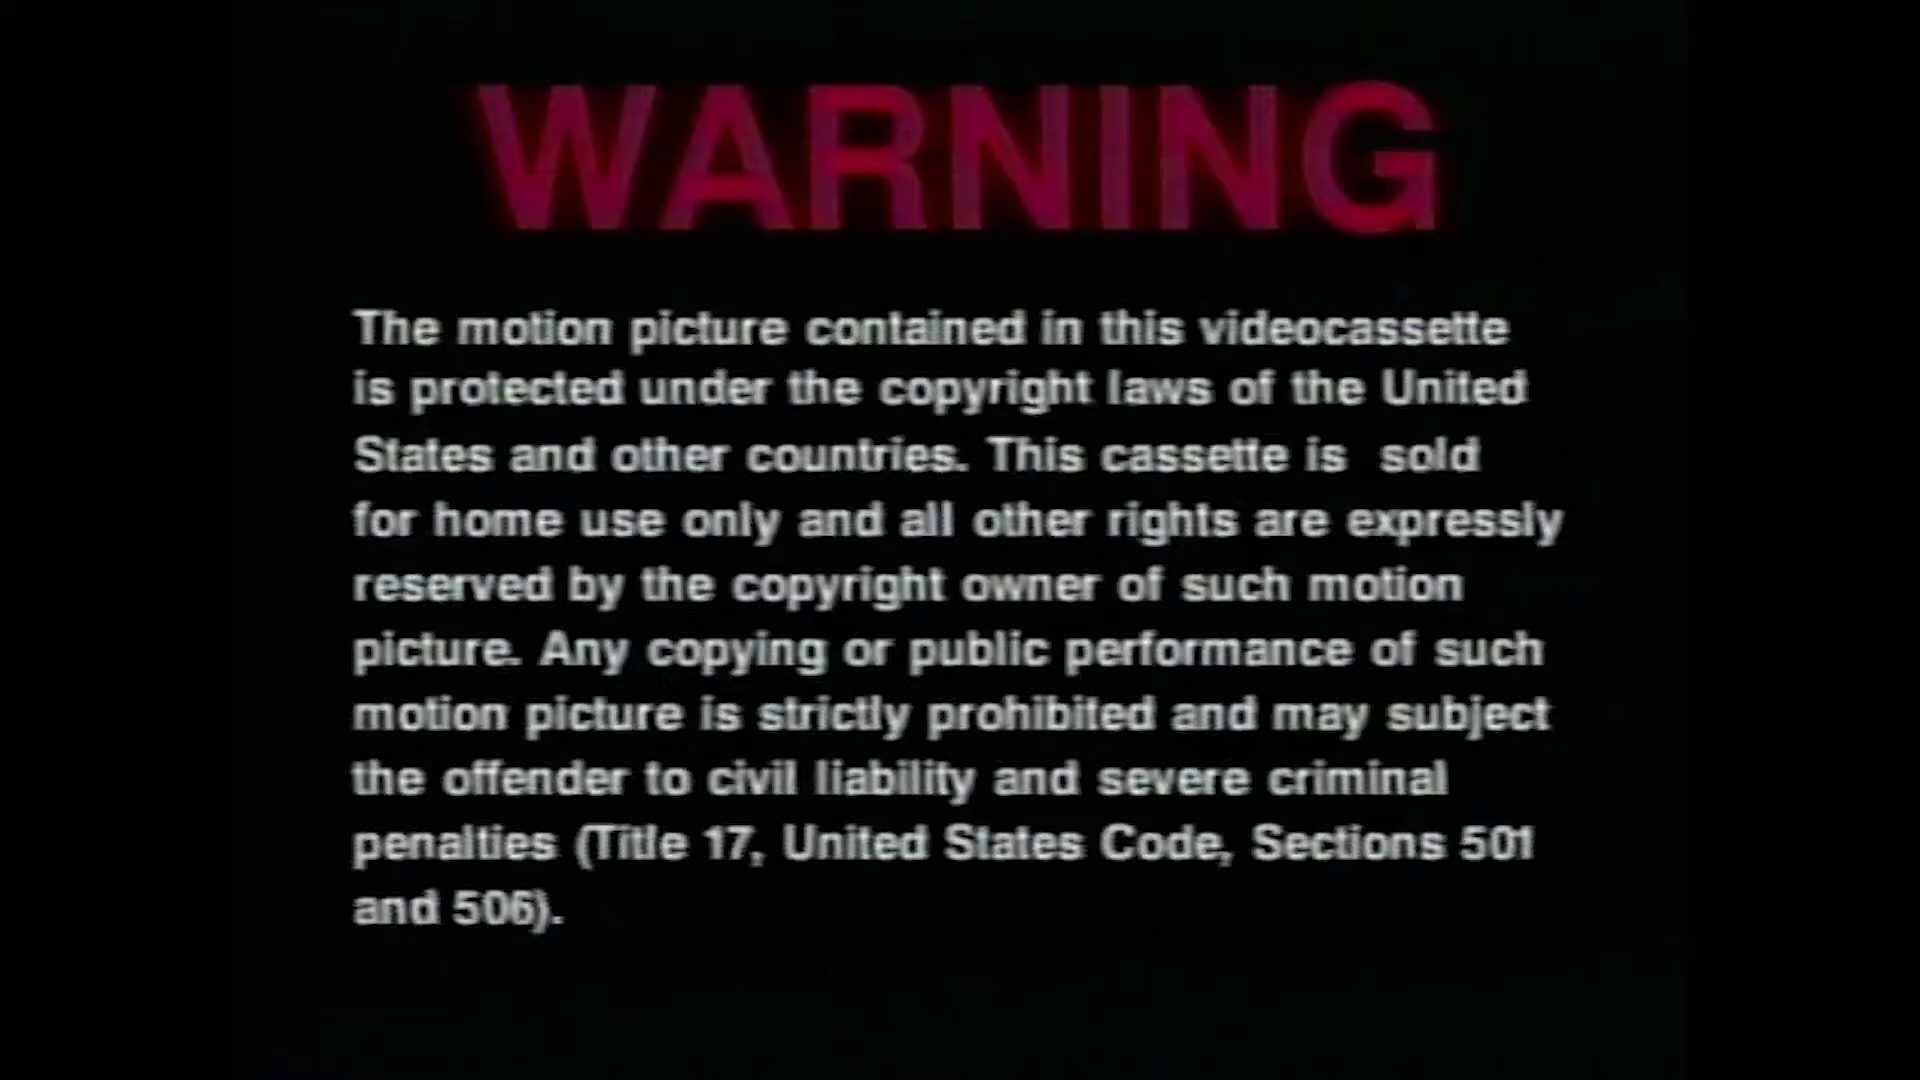 WARNING
The motion picture contained in this videocassette
is protected under the copyright laws of the United
States and other countries. This cassette is  sold
for home use only and all other rights are expressly
reserved by the copyright owner of such motion
picture. Any copying or public performance of such
motion picture is strictly prohibited and may subject
the offender to civil liability and severe criminal
penalties (Title 17, United States Code, Sections 501
and 506).